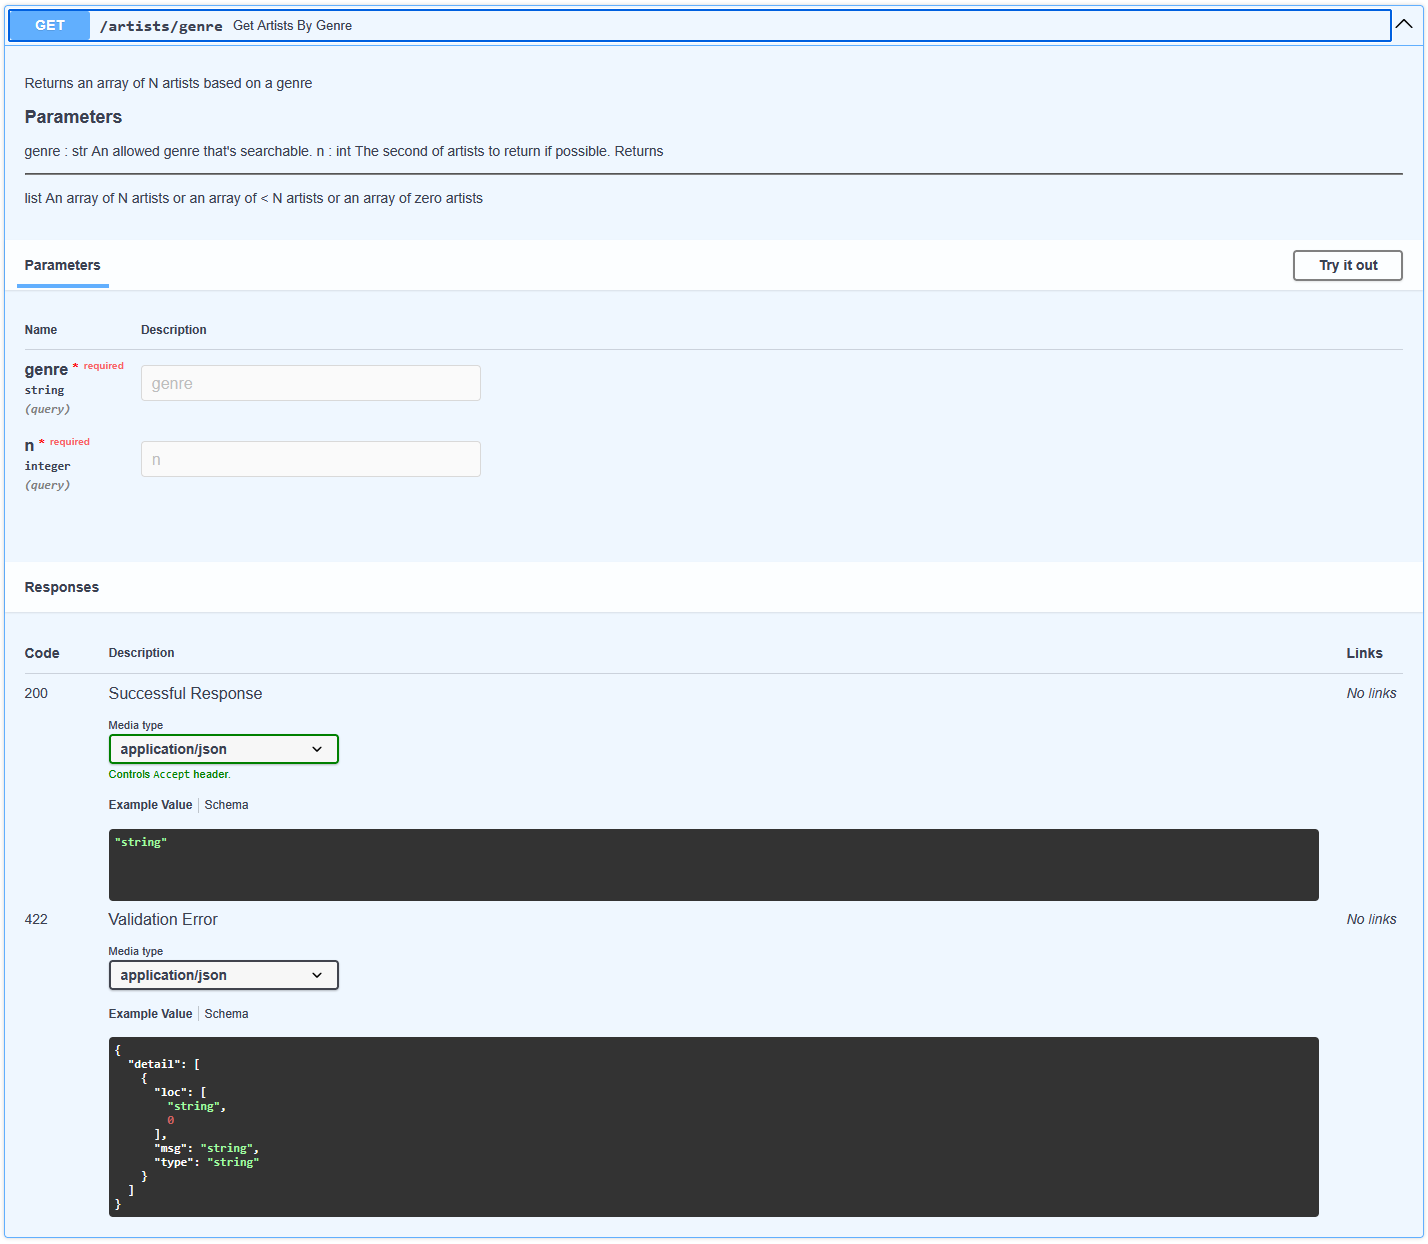 GET /artists/genre Get Artists By Genre
Returns an array of N artists based on a genre
Parameters
genre : str An allowed genre that's searchable. n : int The second of artists to return if possible. Returns
list An array of N artists or an array of < N artists or an array of zero artists
Parameters
Try it out
Name Description
genre * required
string
(query)
genre
n * required
integer
(query)
n
Responses
Code Description Links
200 Successful Response No links
Media type
application/json
Controls Accept header.
Example Value Schema
"string"
422 Validation Error No links
Media type
application/json
Example Value Schema
{
  "detail": [
    {
      "loc": [
        "string",
        0
      ],
      "msg": "string",
      "type": "string"
    }
  ]
}